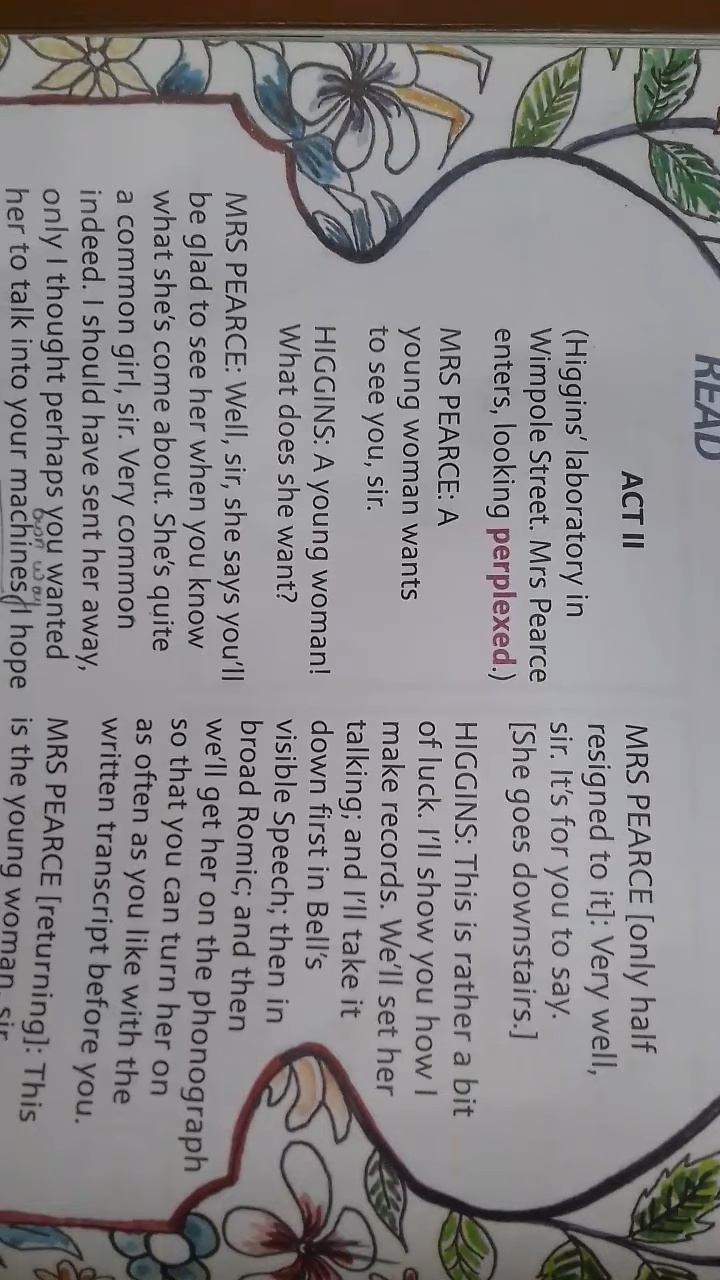 READ
ACT II
(Higgins' laboratory in
Wimpole Street. Mrs Pearce
enters, looking perplexed.)
MRS PEARCE: A
young woman wants
to see you, sir.
HIGGINS: A young woman!
What does she want?
MRS PEARCE: Well, sir, she says you'll
be glad to see her when you know
what she's come about. She's quite
a common girl, sir. Very common
indeed. I should have sent her away,
only I thought perhaps you wanted
her to talk into your machines. I hope
MRS PEARCE [only half
resigned to it]: Very well,
sir. It's for you to say.
[She goes downstairs.]
HIGGINS: This is rather a bit
of luck. I'll show you how I
make records. We'll set her
talking; and I'll take it
down first in Bell's
visible Speech; then in
broad Romic; and then
we'll get her on the phonograph
so that you can turn her on
as often as you like with the
written transcript before you.
MRS PEARCE [returning]: This
is the young woman, sir